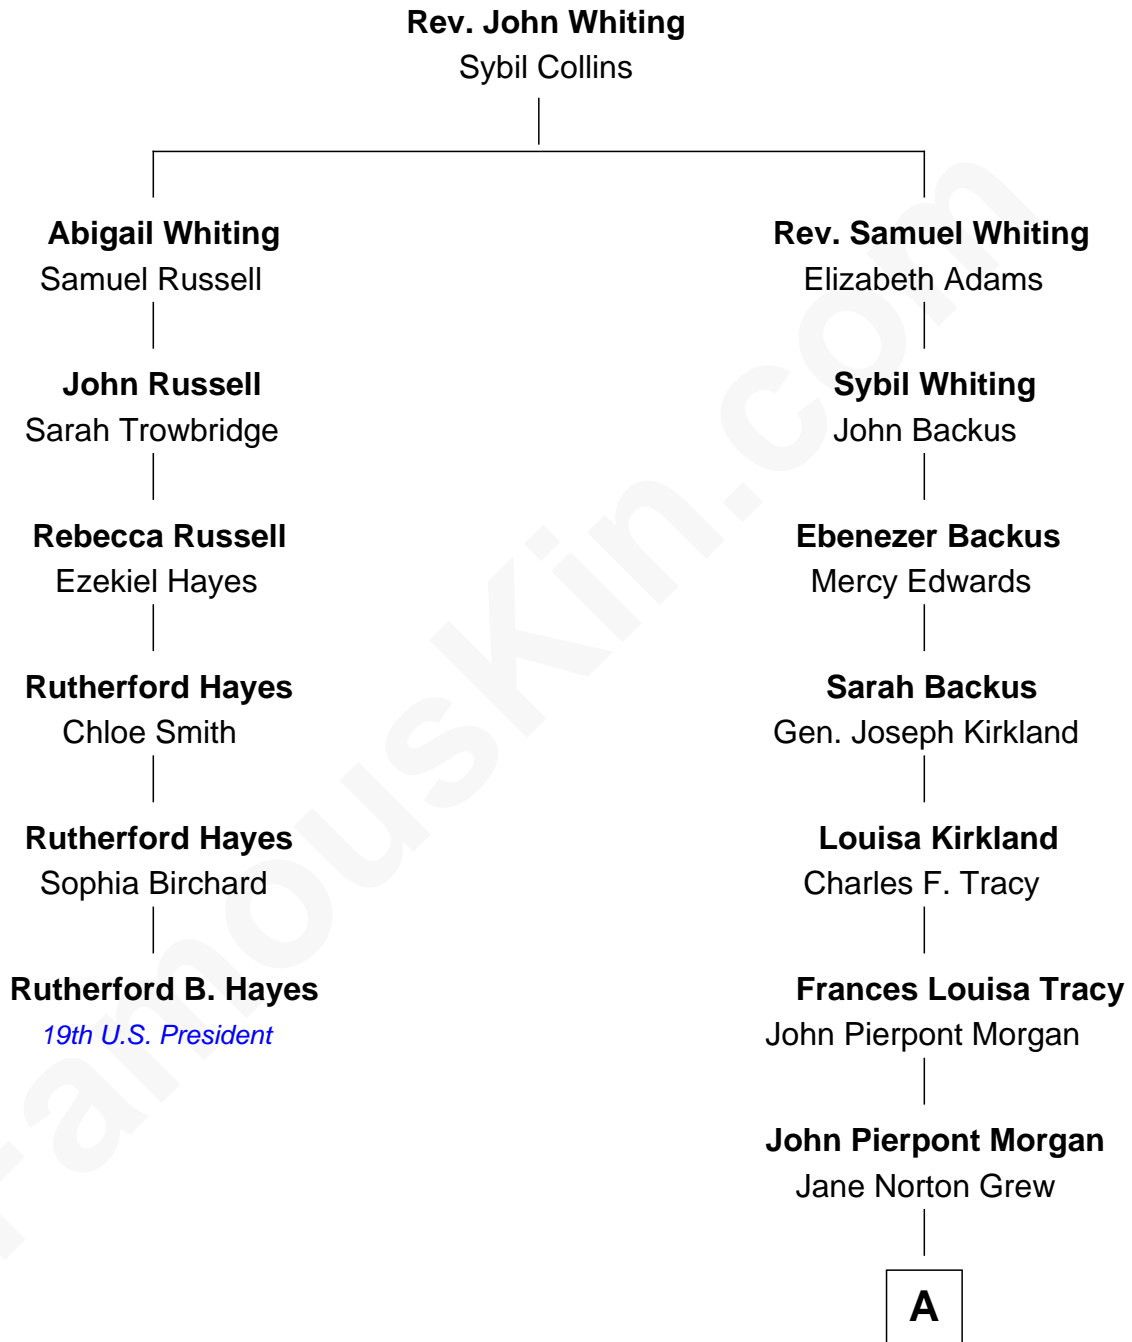 Rev. John Whiting
Sybil Collins
Abigail Whiting
Samuel Russell
Rev. Samuel Whiting
Elizabeth Adams
John Russell
Sarah Trowbridge
Sybil Whiting
John Backus
Rebecca Russell
Ezekiel Hayes
Ebenezer Backus
Mercy Edwards
Rutherford Hayes
Chloe Smith
Sarah Backus
Gen. Joseph Kirkland
Rutherford Hayes
Sophia Birchard
Louisa Kirkland
Charles F. Tracy
Rutherford B. Hayes
19th U.S. President
Frances Louisa Tracy
John Pierpont Morgan
John Pierpont Morgan
Jane Norton Grew
A
FamousKin.com